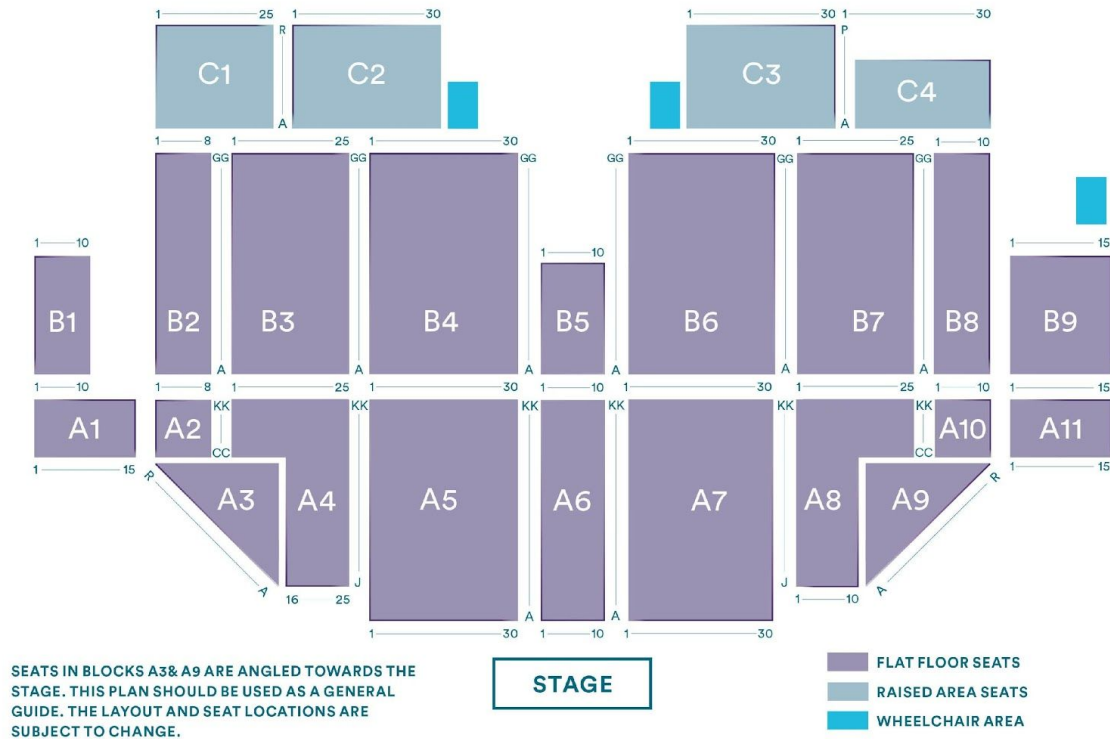 1 25 1 30 1 30 1 30
R P
C1 C2 C3 C4
A A
1 8 1 25 1 30 1 30 1 25 1 10
GG GG GG GG GG GG
1 10 1 10 1 15
B1 B2 B3 B4 B5 B6 B7 B8 B9
A A A A A A
1 10 1 8 1 25 1 30 1 10 1 30 1 25 1 10 1 15
KK KK KK KK KK KK
A1 A2 A10 A11
CC CC
1 15 1 15
R R
A3 A4 A5 A6 A7 A8 A9
A J J A
16 25 1 10
A A
1 30 1 10 1 30
SEATS IN BLOCKS A3& A9 ARE ANGLED TOWARDS THE
STAGE. THIS PLAN SHOULD BE USED AS A GENERAL
GUIDE. THE LAYOUT AND SEAT LOCATIONS ARE
SUBJECT TO CHANGE.
STAGE
FLAT FLOOR SEATS
RAISED AREA SEATS
WHEELCHAIR AREA